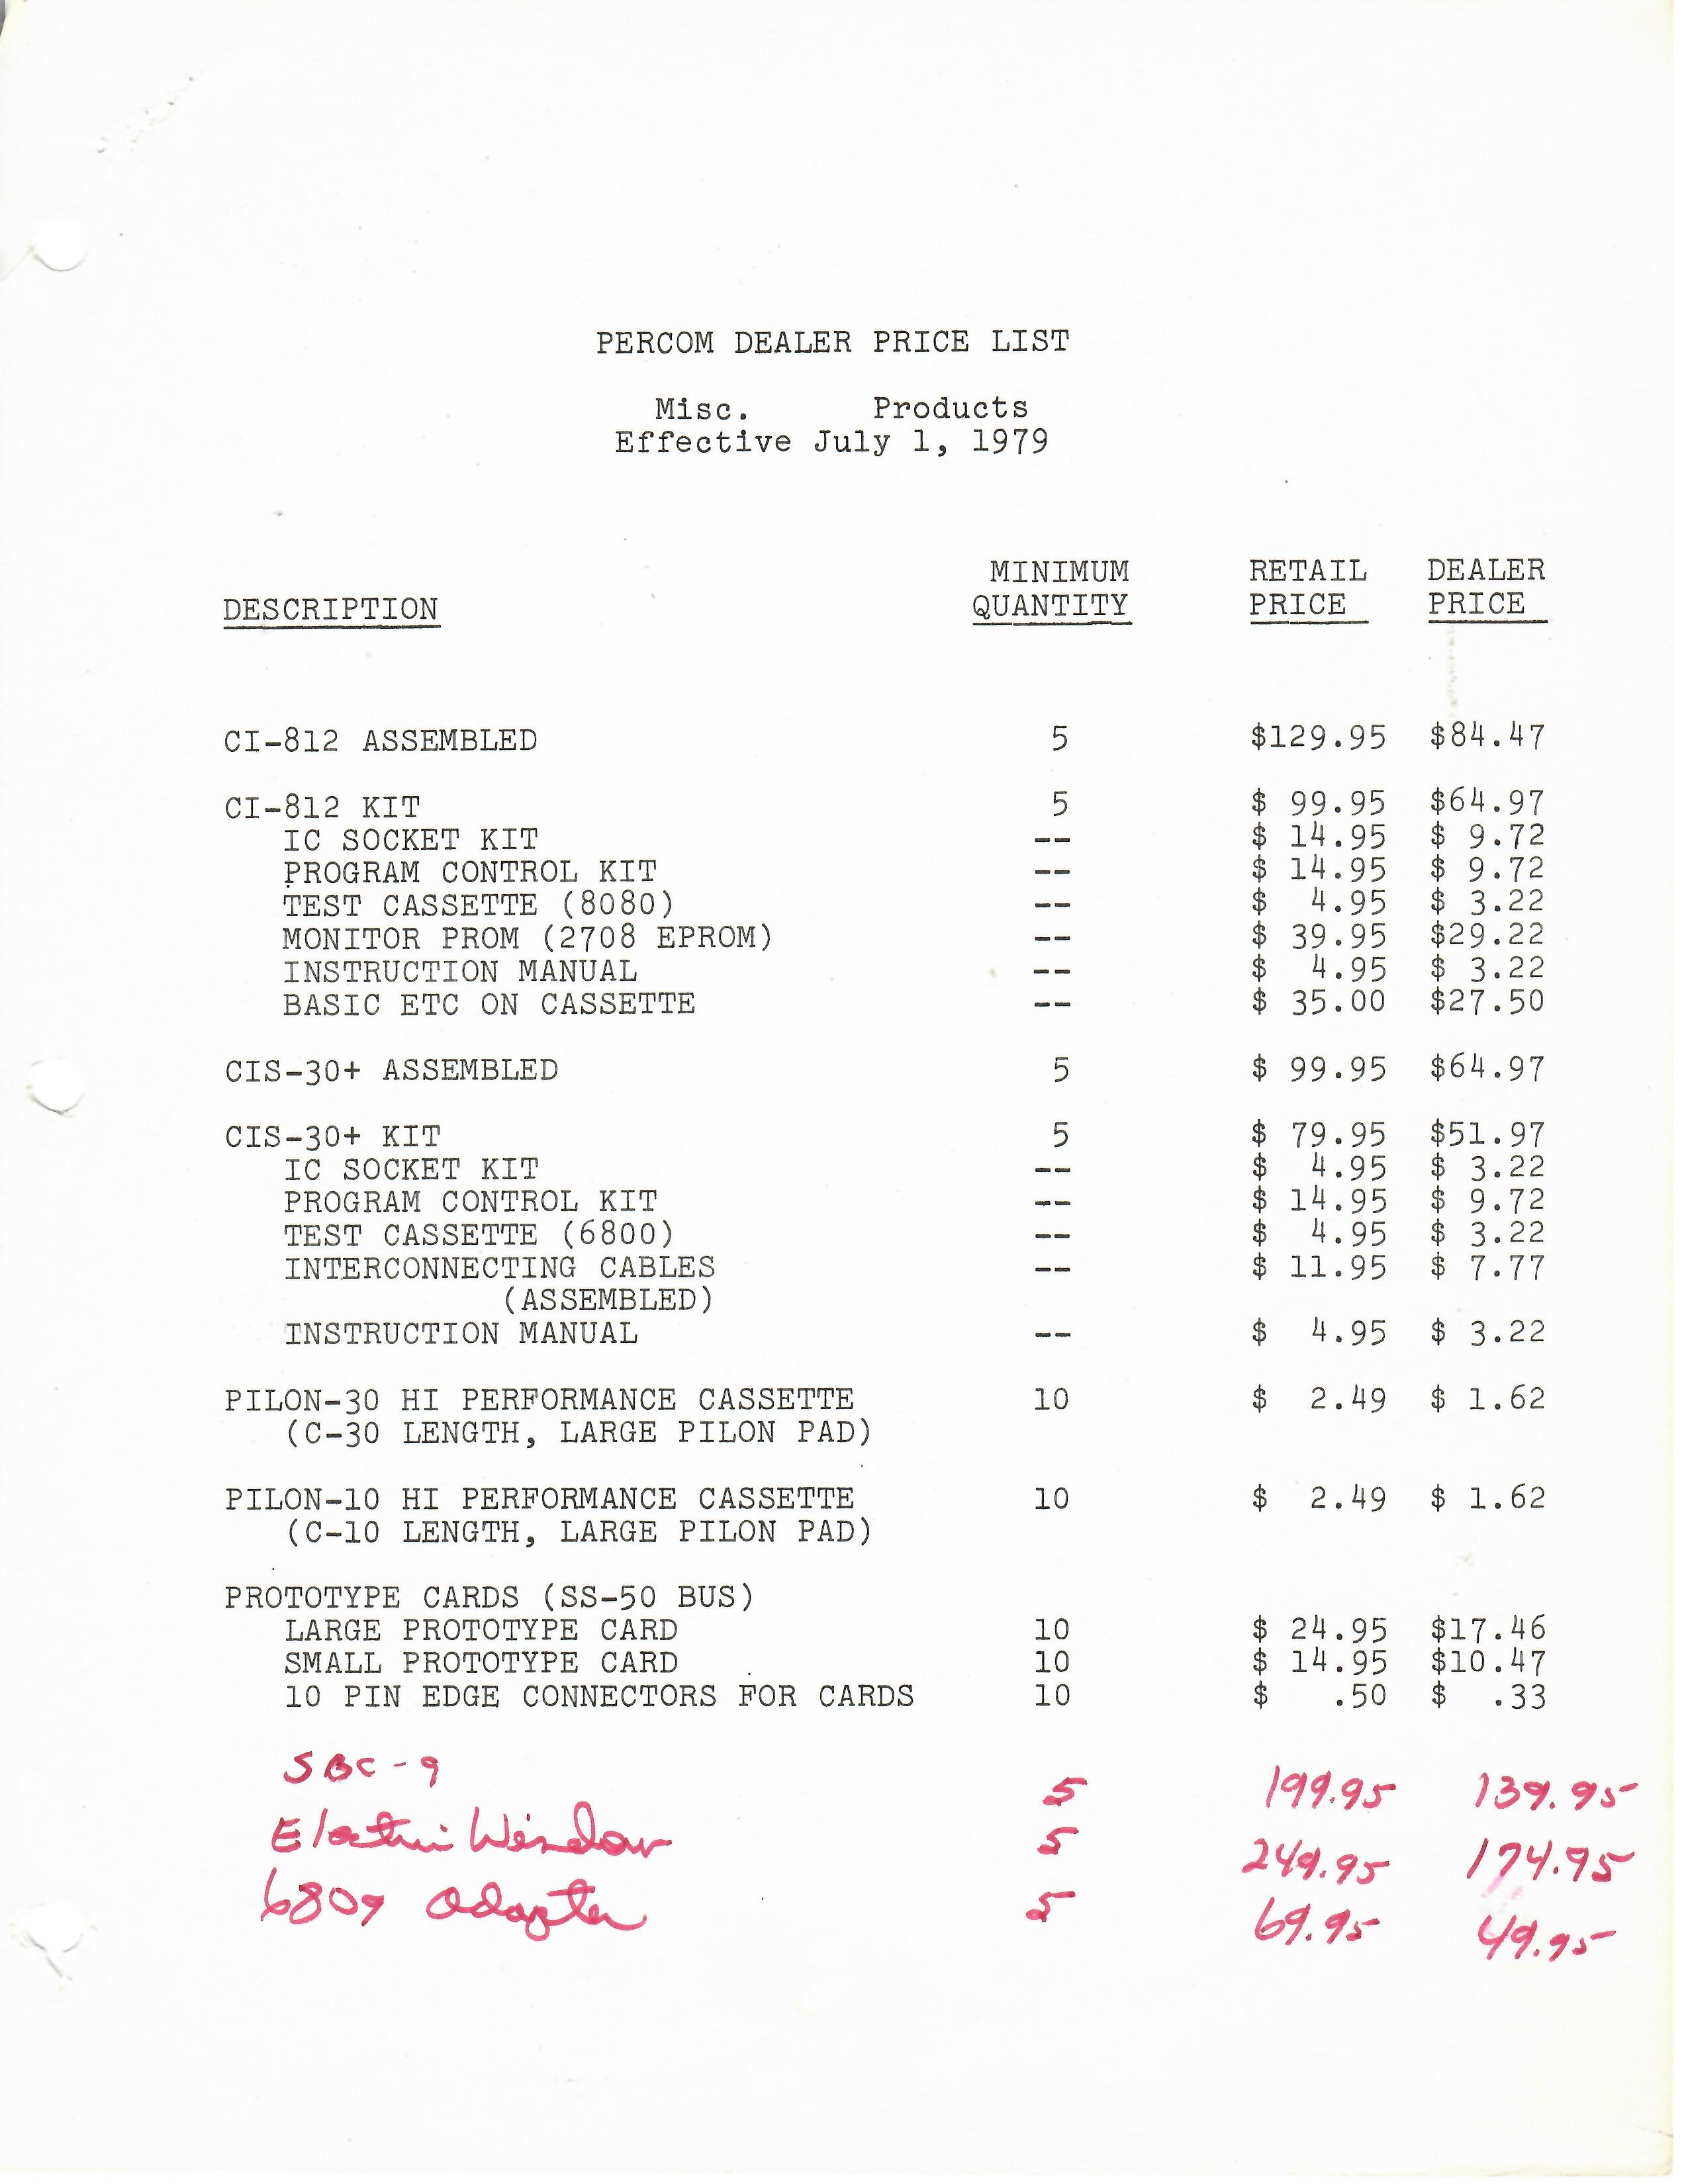 PERCOM DEALER PRICE LIST
Misc. Products
Effective July 1, 1979
MINIMUM RETAIL DEALER
DESCRIPTION QUANTITY PRICE PRICE
CI-812 ASSEMBLED 5 $129.95 $84.47
CI-812 KIT 5 $ 99.95 $64.97
IC SOCKET KIT -- $ 14.95 $ 9.72
PROGRAM CONTROL KIT -- $ 14.95 $ 9.72
TEST CASSETTE (8080) -- $ 4.95 $ 3.22
MONITOR PROM (2708 EPROM) -- $ 39.95 $29.22
INSTRUCTION MANUAL -- $ 4.95 $ 3.22
BASIC ETC ON CASSETTE -- $ 35.00 $27.50
CIS-30+ ASSEMBLED 5 $ 99.95 $64.97
CIS-30+ KIT 5 $ 79.95 $51.97
IC SOCKET KIT -- $ 4.95 $ 3.22
PROGRAM CONTROL KIT -- $ 14.95 $ 9.72
TEST CASSETTE (6800) -- $ 4.95 $ 3.22
INTERCONNECTING CABLES -- $ 11.95 $ 7.77
(ASSEMBLED)
INSTRUCTION MANUAL -- $ 4.95 $ 3.22
PILON-30 HI PERFORMANCE CASSETTE 10 $ 2.49 $ 1.62
(C-30 LENGTH, LARGE PILON PAD)
PILON-10 HI PERFORMANCE CASSETTE 10 $ 2.49 $ 1.62
(C-10 LENGTH, LARGE PILON PAD)
PROTOTYPE CARDS (SS-50 BUS)
LARGE PROTOTYPE CARD 10 $ 24.95 $17.46
SMALL PROTOTYPE CARD 10 $ 14.95 $10.47
10 PIN EDGE CONNECTORS FOR CARDS 10 $ .50 $ .33
SBC-9 5 199.95 139.95
Electric Window 5 249.95 174.95
6809 Adapter 5 69.95 49.95